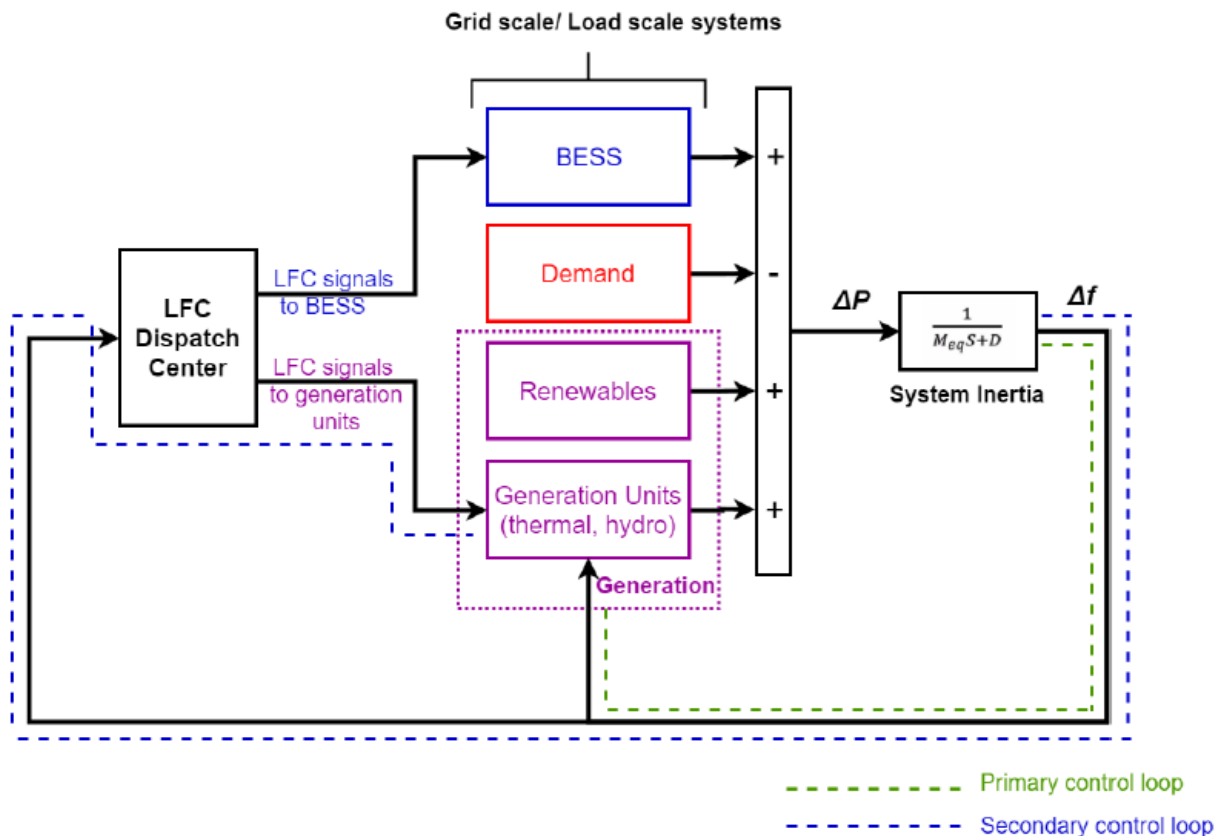 Grid scale/ Load scale systems
BESS
+
Demand
-
LFC signals
to BESS
LFC
Dispatch
Center
ΔP
Δf
1
M_eqS+D
System Inertia
LFC signals
to generation
units
Renewables
+
Generation Units
(thermal, hydro)
+
Generation
Primary control loop
Secondary control loop